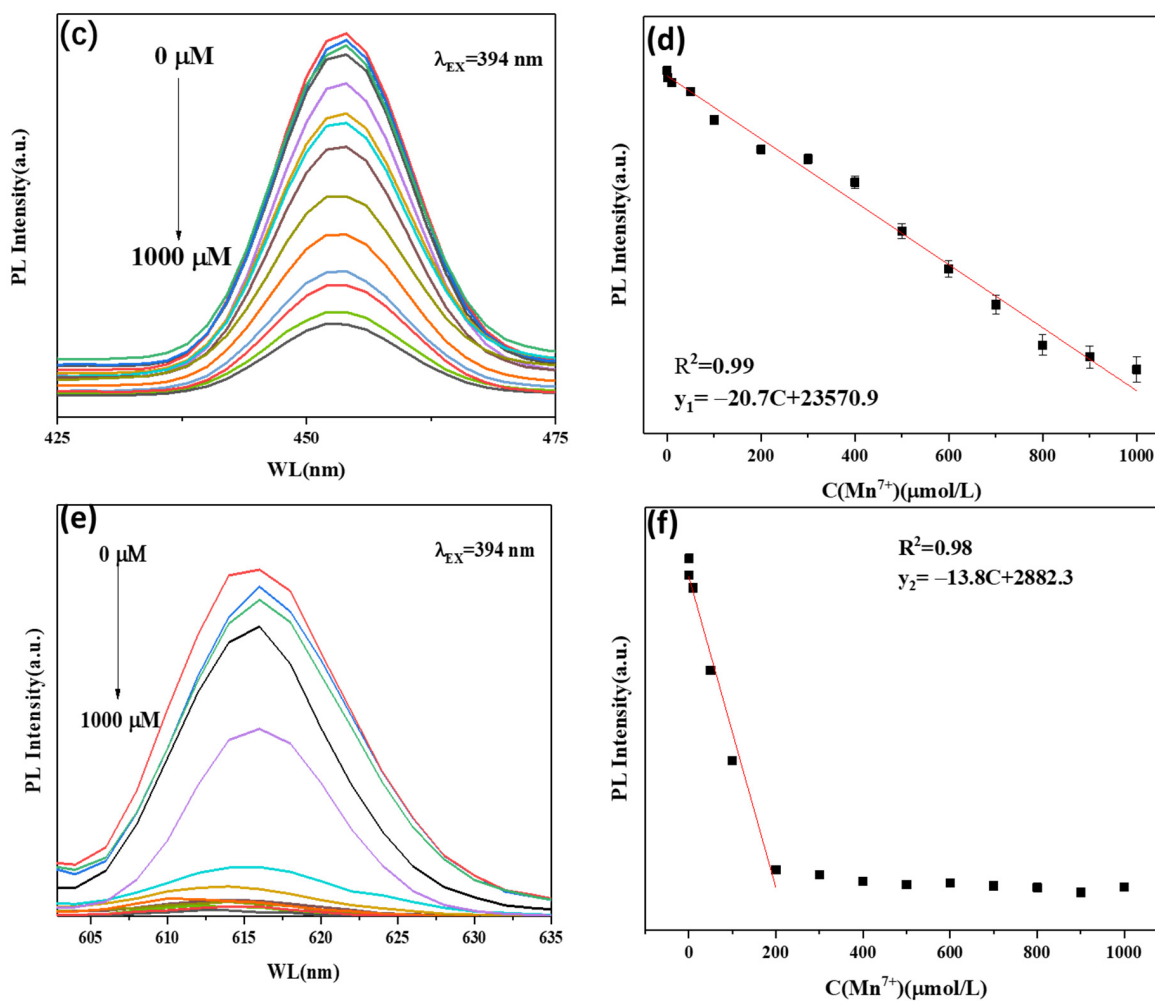 (c)
0 μM
1000 μM
λEX=394 nm
PL Intensity(a.u.)
425
450
475
WL(nm)
(d)
R²=0.99
y₁= −20.7C+23570.9
PL Intensity(a.u.)
0
200
400
600
800
1000
C(Mn⁷⁺)(μmol/L)
(e)
0 μM
1000 μM
λEX=394 nm
PL Intensity(a.u.)
605
615
620
625
630
635
WL(nm)
(f)
R²=0.98
y₂= −13.8C+2882.3
PL Intensity(a.u.)
0
200
400
600
800
1000
C(Mn⁷⁺)(μmol/L)